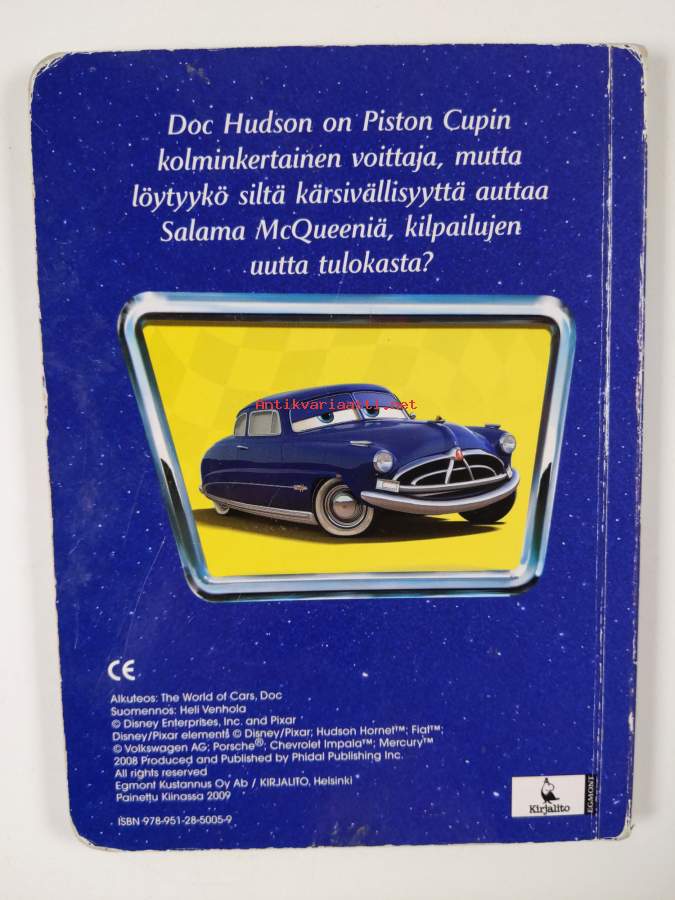 Doc Hudson on Piston Cupin
kolminkertainen voittaja, mutta
löytyykö siltä kärsivällisyyttä auttaa
Salama McQueeniä, kilpailujen
uutta tulokasta?
Antikvariaatti.net
CE
Alkuteos: The World of Cars, Doc
Suomennos: Heli Venhola
© Disney Enterprises, Inc. and Pixar
Disney/Pixar elements © Disney/Pixar; Hudson Hornet™; Fiat™;
© Volkswagen AG; Porsche®; Chevrolet Impala™; Mercury™
2008 Produced and Published by Phidal Publishing Inc.
All rights reserved
Egmont Kustannus Oy Ab / KIRJALITO, Helsinki
Painettu Kiinassa 2009
ISBN 978-951-28-5005-9
Kirjalito
EGMONT